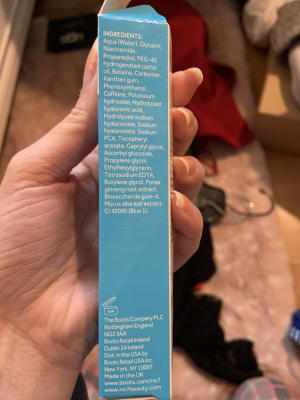 INGREDIENTS:
Aqua (Water), Glycerin,
Niacinamide,
Propanediol, PEG-40
hydrogenated castor
oil, Betaine, Carbomer,
Xanthan gum,
Phenoxyethanol,
Caffeine, Potassium
hydroxide, Hydrolyzed
hyaluronic acid,
Hydrolyzed sodium
hyaluronate, Sodium
hyaluronate, Sodium
PCA, Tocopheryl
acetate, Caprylyl glycol,
Ascorbyl glucoside,
Propylene glycol,
Ethylhexylglycerin,
Tetrasodium EDTA,
Butylene glycol, Panax
ginseng root extract,
Biosaccharide gum-4,
Morus alba leaf extract,
CI 42090 (Blue 1).
The Boots Company PLC
Nottingham England
NG2 3AA
Boots Retail Ireland
Dublin 24 Ireland
Dist. in the USA by
Boots Retail USA Inc.
New York, NY 10007
Made in the UK
www.boots.com/no7
www.no7beauty.com